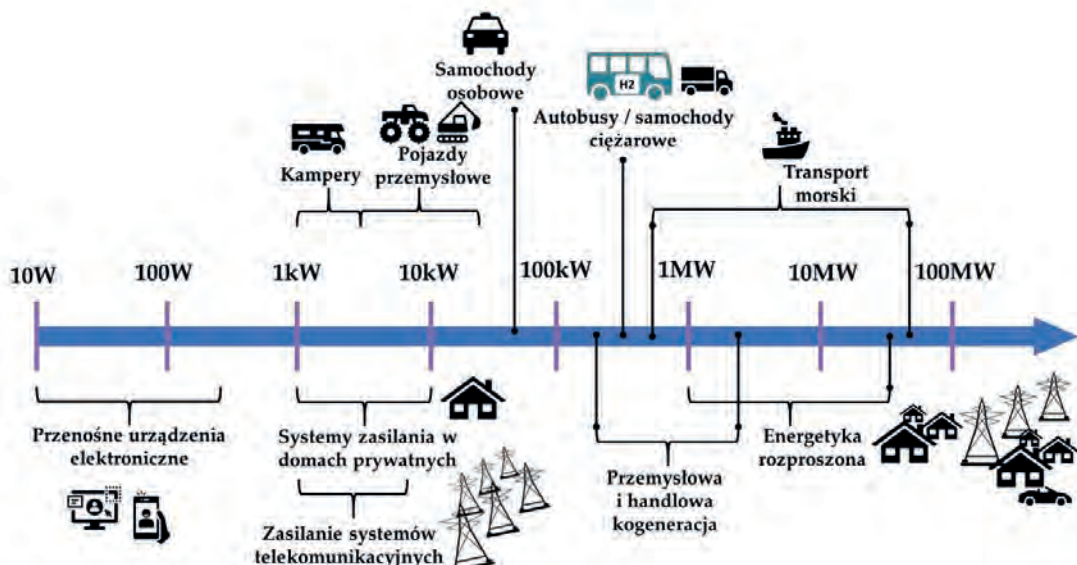 Samochody
osobowe
H2
Autobusy / samochody
ciężarowe
Kampery
Pojazdy
przemysłowe
Transport
morski
10W
100W
1kW
10kW
100kW
1MW
10MW
100MW
Przenośne urządzenia
elektroniczne
Systemy zasilania w
domach prywatnych
Zasilanie systemów
telekomunikacyjnych
Przemysłowa
i handlowa
kogeneracja
Energetyka
rozproszona